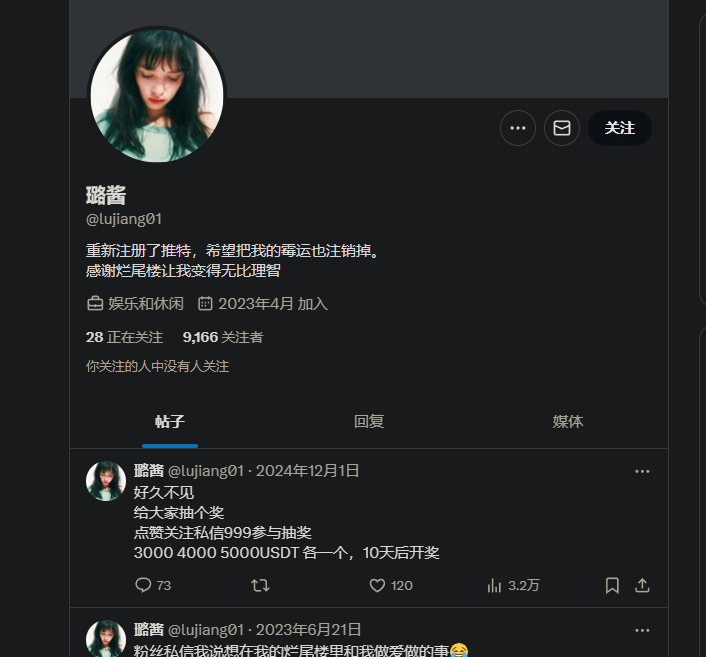 关注
璐酱
@lujiang01
重新注册了推特，希望把我的霉运也注销掉。
感谢烂尾楼让我变得无比理智
娱乐和休闲 2023年4月 加入
28 正在关注 9,166 关注者
你关注的人中没有人关注
帖子 回复 媒体
璐酱 @lujiang01 · 2024年12月1日
好久不见
给大家抽个奖
点赞关注私信999参与抽奖
3000 4000 5000USDT 各一个，10天后开奖
73 120 3.2万
璐酱 @lujiang01 · 2023年6月21日
粉丝私信我说想在我的烂尾楼里和我做爱做的事😂